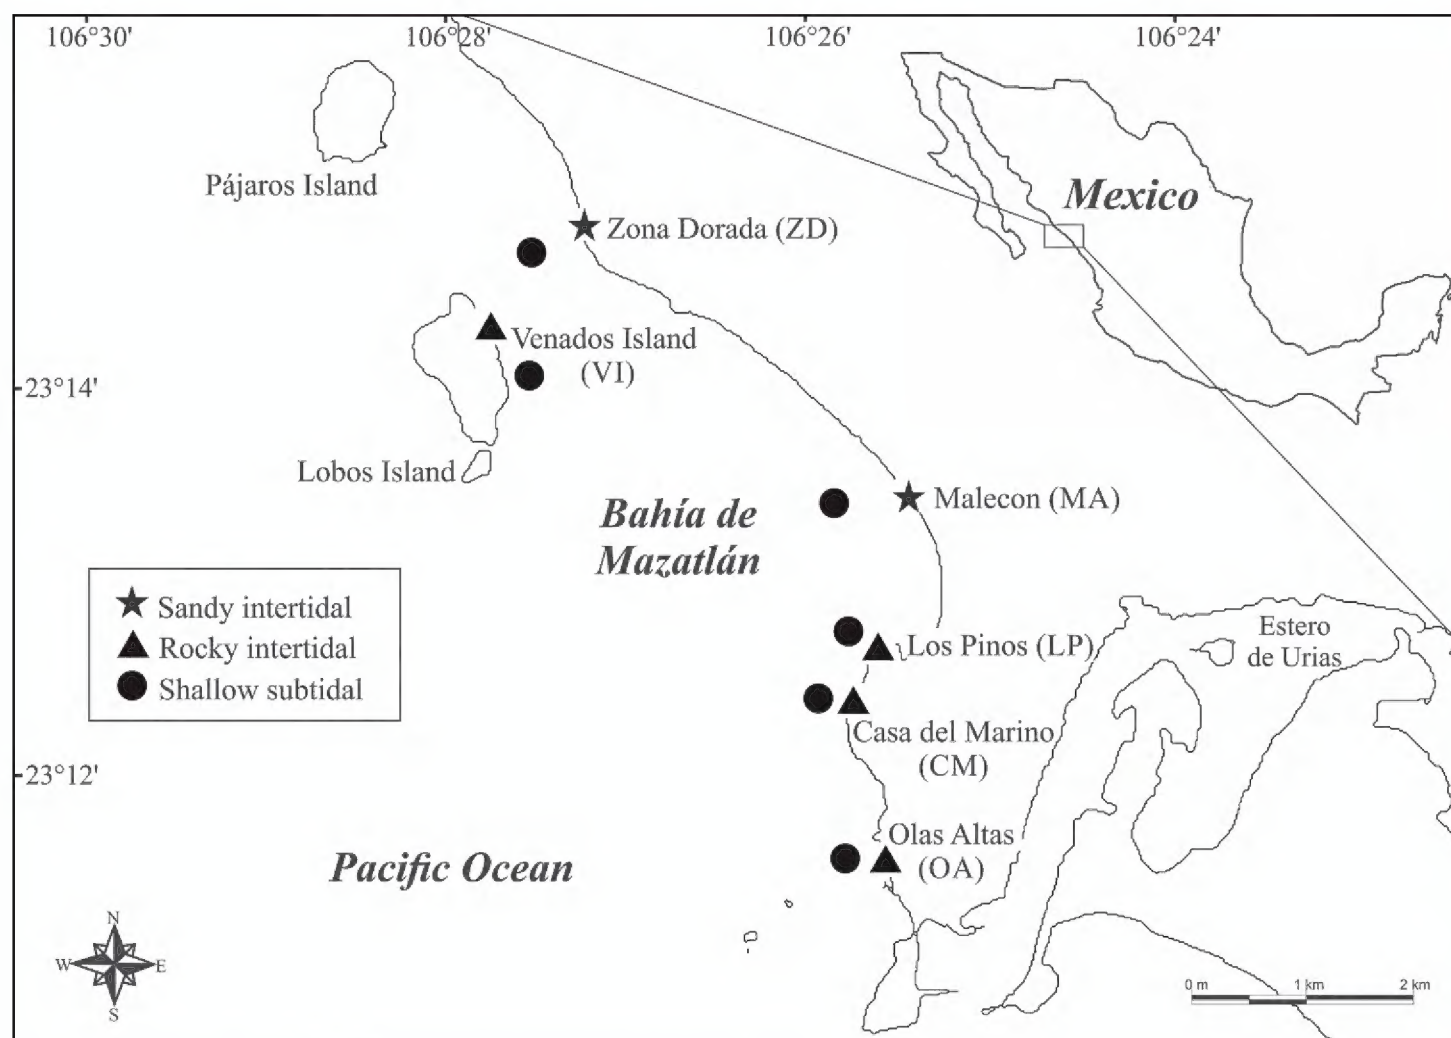 106°30'
106°28'
106°26'
106°24'
Pájaros Island
Mexico
Zona Dorada (ZD)
Venados Island
(VI)
23°14'
Lobos Island
Malecon (MA)
Bahía de
Mazatlán
Sandy intertidal
Rocky intertidal
Shallow subtidal
Estero
de Urias
Los Pinos (LP)
Casa del Marino
(CM)
23°12'
Olas Altas
(OA)
Pacific Ocean
N
W
E
S
0 m
1 km
2 km